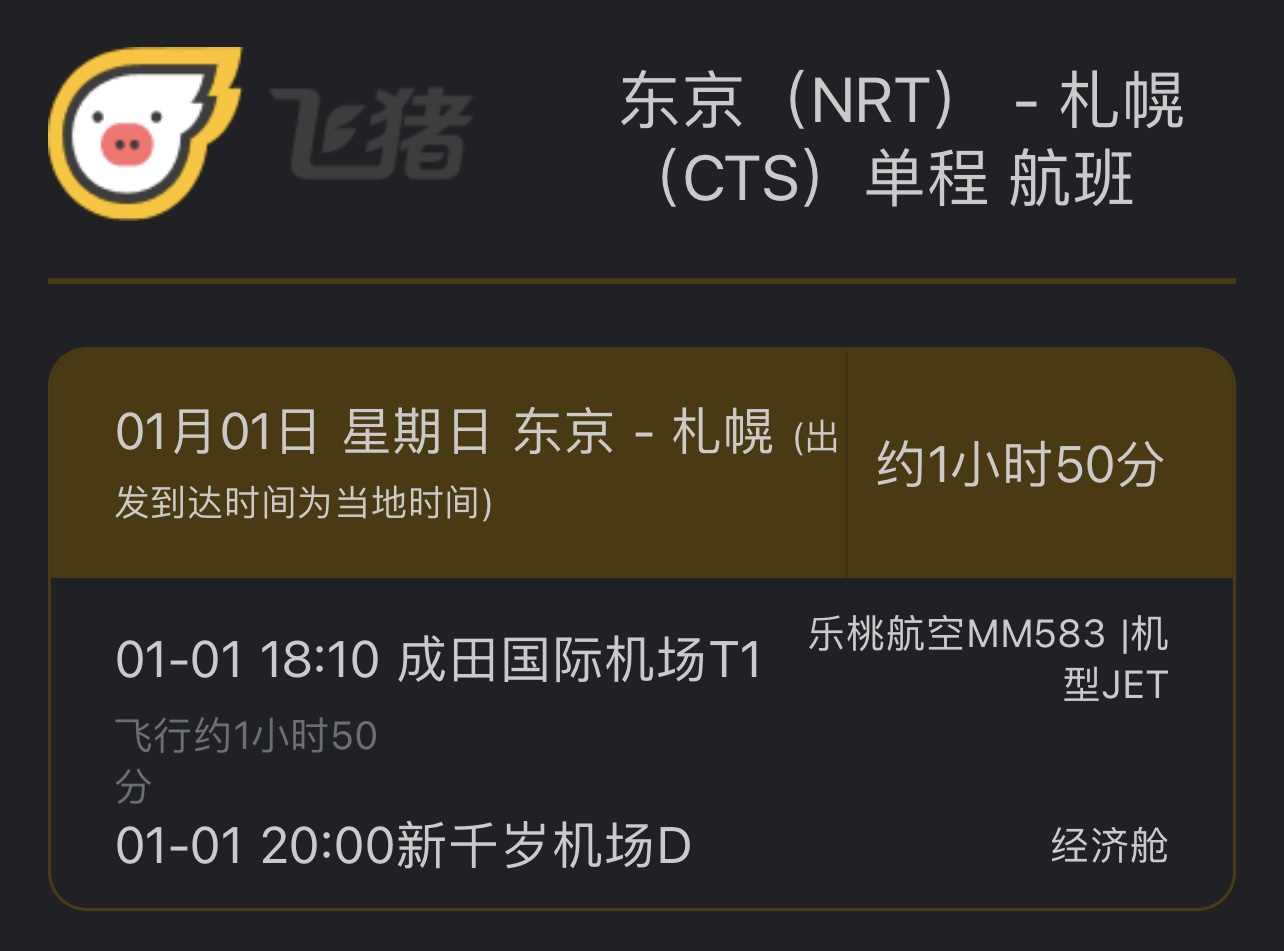 飞猪
东京（NRT） - 札幌
（CTS）单程 航班
01月01日 星期日 东京 - 札幌 (出
发到达时间为当地时间)
约1小时50分
01-01 18:10 成田国际机场T1
乐桃航空MM583 |机
型JET
飞行约1小时50
分
01-01 20:00新千岁机场D
经济舱